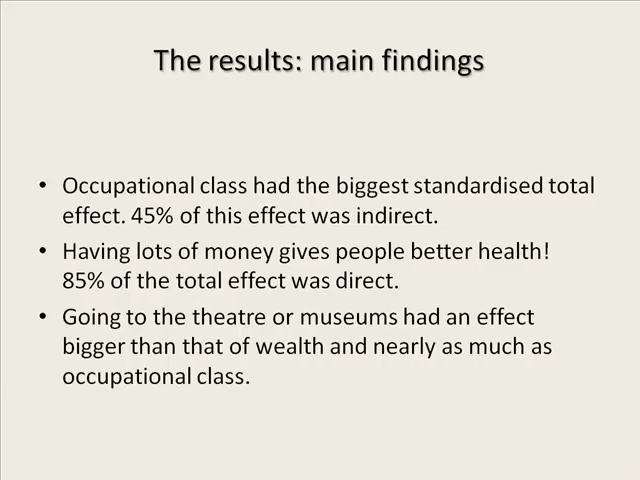 The results: main findings
• Occupational class had the biggest standardised total
effect. 45% of this effect was indirect.
• Having lots of money gives people better health!
85% of the total effect was direct.
• Going to the theatre or museums had an effect
bigger than that of wealth and nearly as much as
occupational class.